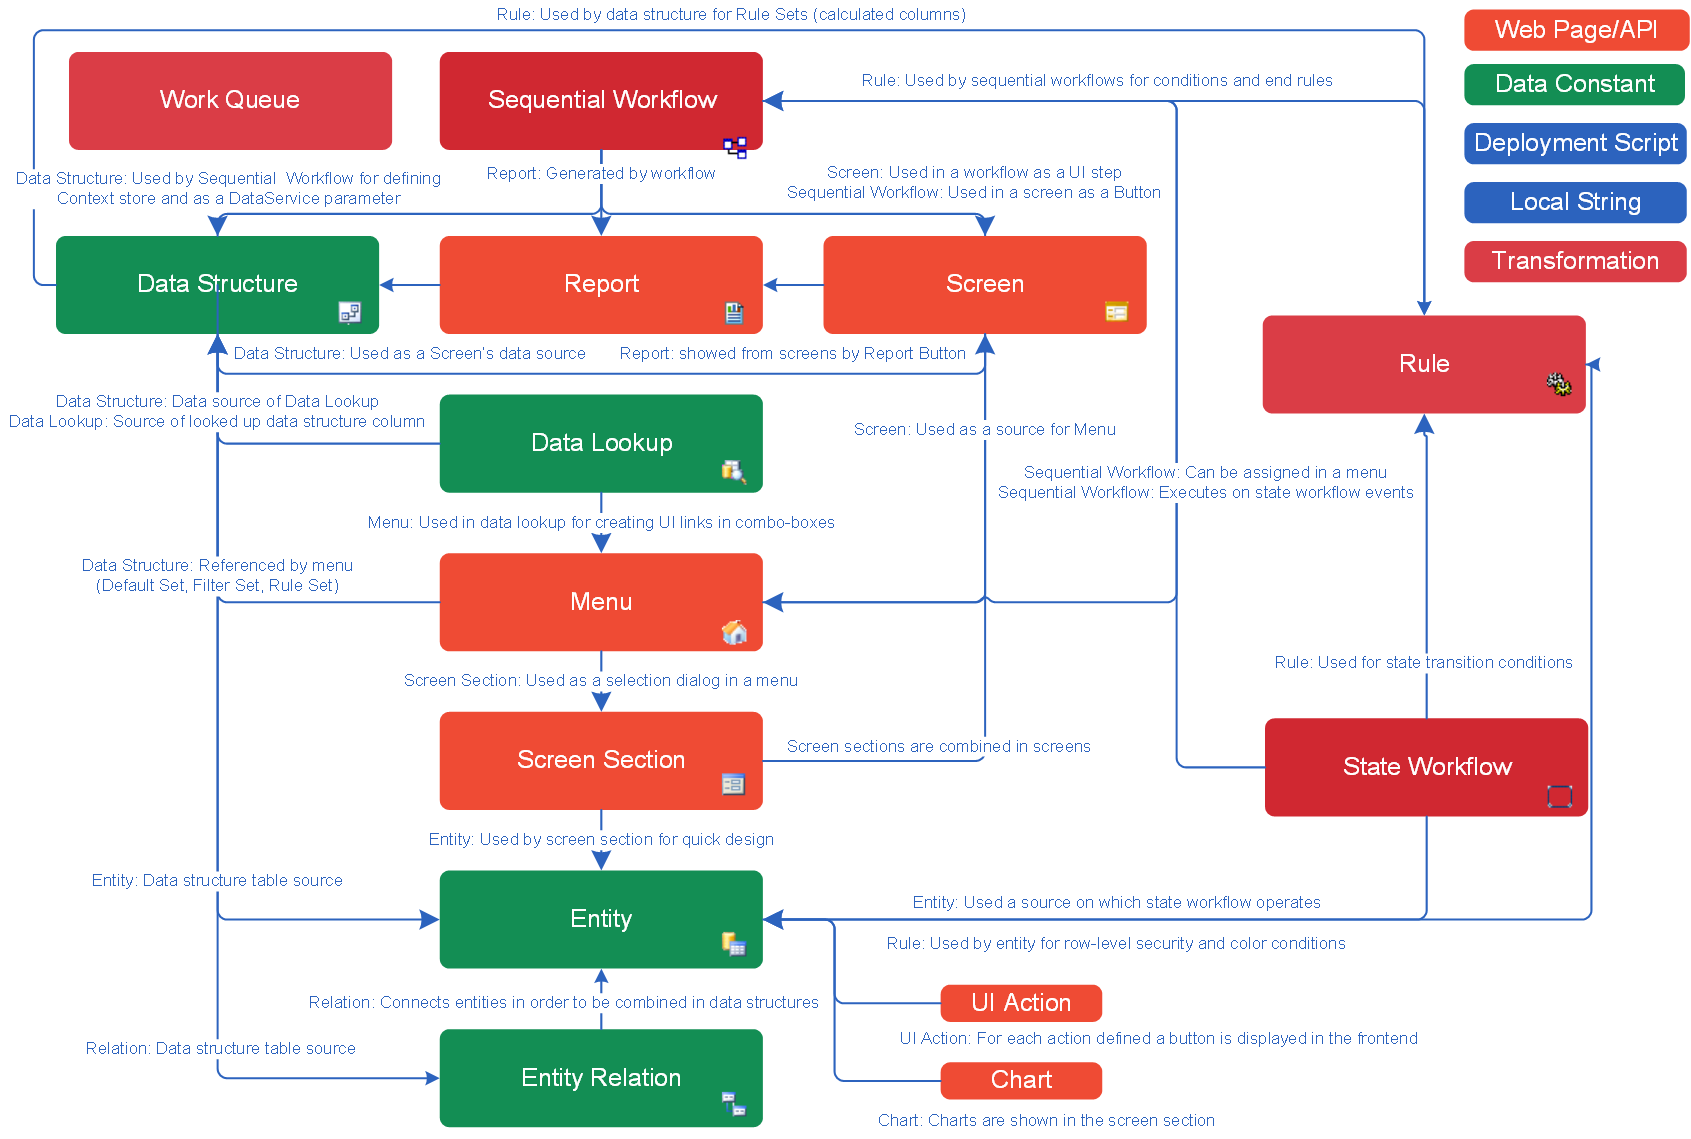 Rule: Used by data structure for Rule Sets (calculated columns)
Web Page/API
Work Queue
Sequential Workflow
Rule: Used by sequential workflows for conditions and end rules
Data Constant
Deployment Script
Data Structure: Used by Sequential  Workflow for defining
Context store and as a DataService parameter
Report: Generated by workflow
Screen: Used in a workflow as a UI step
Sequential Workflow: Used in a screen as a Button
Local String
Transformation
Data Structure
Report
Screen
Data Structure: Used as a Screen's data source
Report: showed from screens by Report Button
Rule
Data Structure: Data source of Data Lookup
Data Lookup: Source of looked up data structure column
Data Lookup
Screen: Used as a source for Menu
Sequential Workflow: Can be assigned in a menu
Sequential Workflow: Executes on state workflow events
Menu: Used in data lookup for creating UI links in combo-boxes
Data Structure: Referenced by menu
(Default Set, Filter Set, Rule Set)
Menu
Rule: Used for state transition conditions
Screen Section: Used as a selection dialog in a menu
Screen Section
Screen sections are combined in screens
State Workflow
Entity: Used by screen section for quick design
Entity: Data structure table source
Entity
Entity: Used a source on which state workflow operates
Rule: Used by entity for row-level security and color conditions
Relation: Connects entities in order to be combined in data structures
UI Action
UI Action: For each action defined a button is displayed in the frontend
Relation: Data structure table source
Entity Relation
Chart
Chart: Charts are shown in the screen section